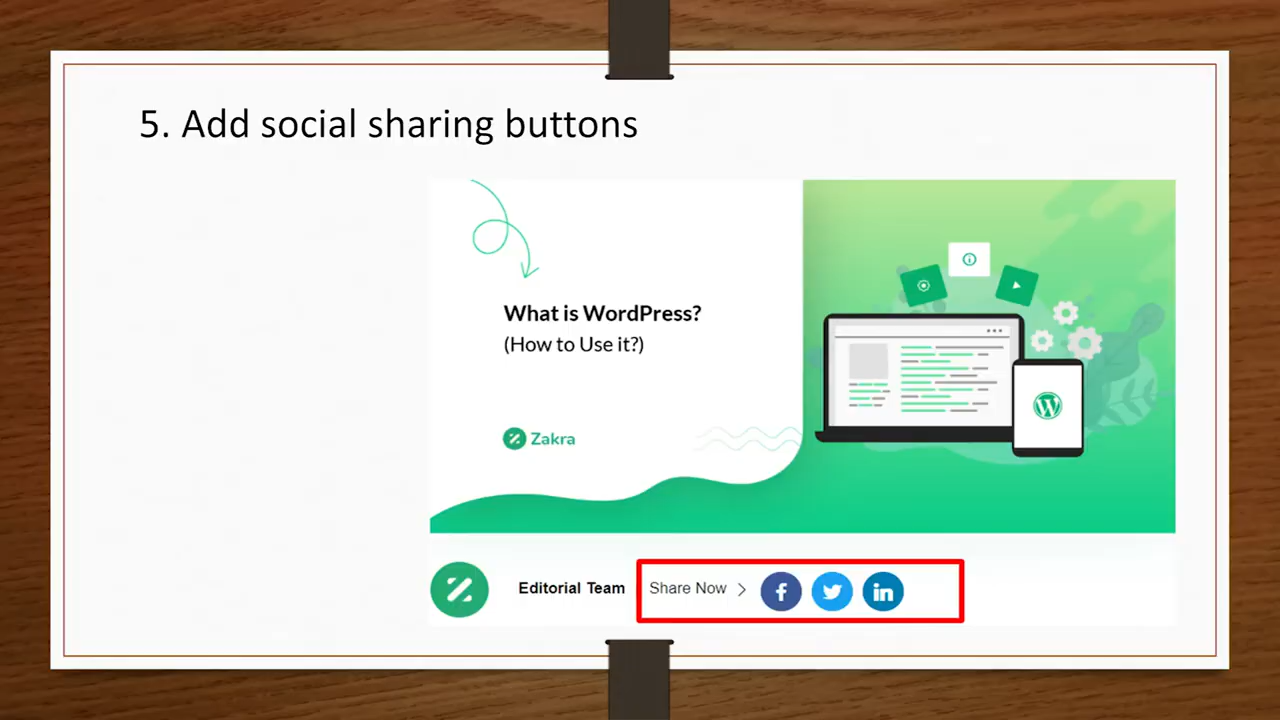 5. Add social sharing buttons
What is WordPress?
(How to Use it?)
Zakra
Editorial Team
Share Now